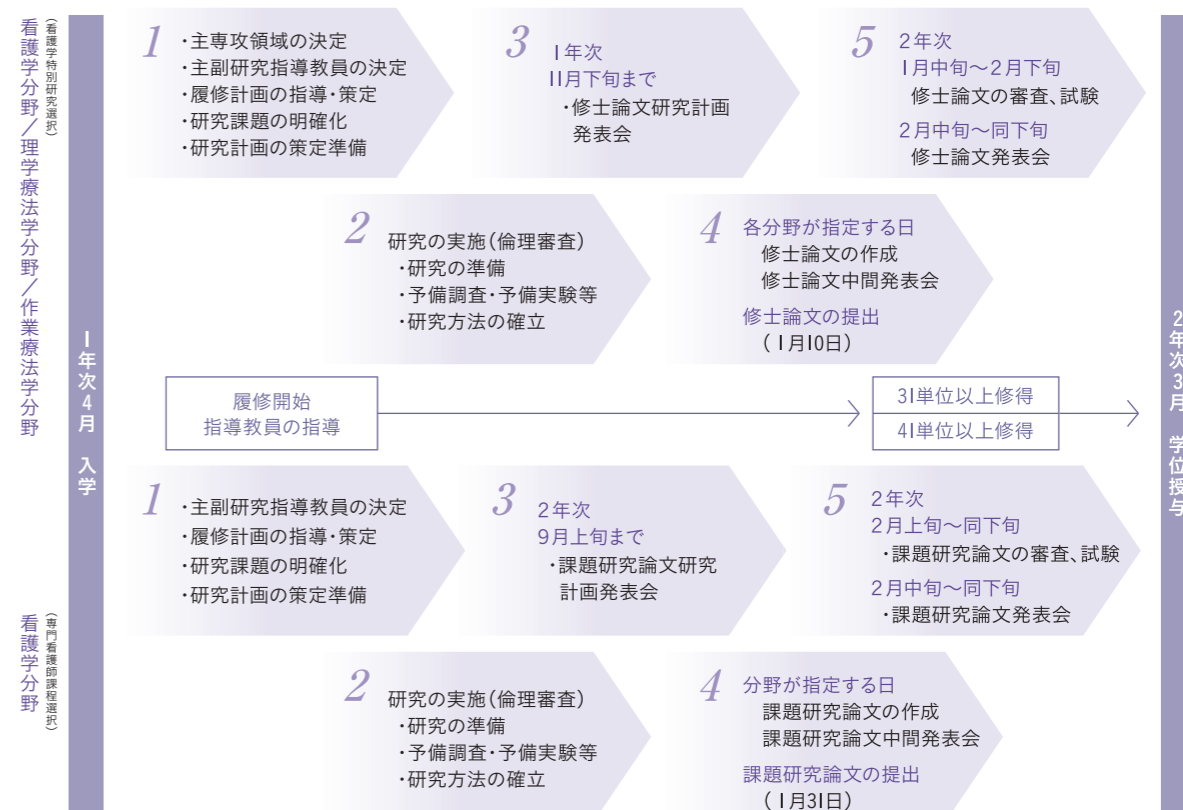 (看護学特別研究選択)
看護学分野/理学療法学分野/作業療法学分野
1年次4月 入学
1
・主専攻領域の決定
・主副研究指導教員の決定
・履修計画の指導・策定
・研究課題の明確化
・研究計画の策定準備
2
研究の実施(倫理審査)
・研究の準備
・予備調査・予備実験等
・研究方法の確立
3
1年次
11月下旬まで
・修士論文研究計画
発表会
4
各分野が指定する日
修士論文の作成
修士論文中間発表会
修士論文の提出
(1月10日)
5
2年次
1月中旬~2月下旬
修士論文の審査、試験
2月中旬~同下旬
修士論文発表会
履修開始
指導教員の指導
31単位以上修得
41単位以上修得
(専門看護師課程選択)
看護学分野
1
・主副研究指導教員の決定
・履修計画の指導・策定
・研究課題の明確化
・研究計画の策定準備
2
研究の実施(倫理審査)
・研究の準備
・予備調査・予備実験等
・研究方法の確立
3
2年次
9月上旬まで
・課題研究論文研究
計画発表会
4
分野が指定する日
課題研究論文の作成
課題研究論文中間発表会
課題研究論文の提出
(1月31日)
5
2年次
2月上旬~同下旬
・課題研究論文の審査、試験
2月中旬~同下旬
・課題研究論文発表会
2年次3月 学位授与